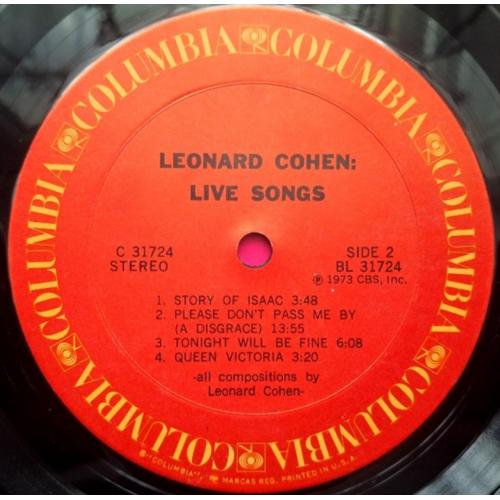 COLUMBIA COLUMBIA COLUMBIA COLUMBIA COLUMBIA COLUMBIA
LEONARD COHEN:
LIVE SONGS
C 31724
STEREO
SIDE 2
BL 31724
℗ 1973 CBS, Inc.
1. STORY OF ISAAC 3:48
2. PLEASE DON'T PASS ME BY
(A DISGRACE) 13:55
3. TONIGHT WILL BE FINE 6:08
4. QUEEN VICTORIA 3:20
-all compositions by
Leonard Cohen-
MARCAS REG. PRINTED IN U.S.A.